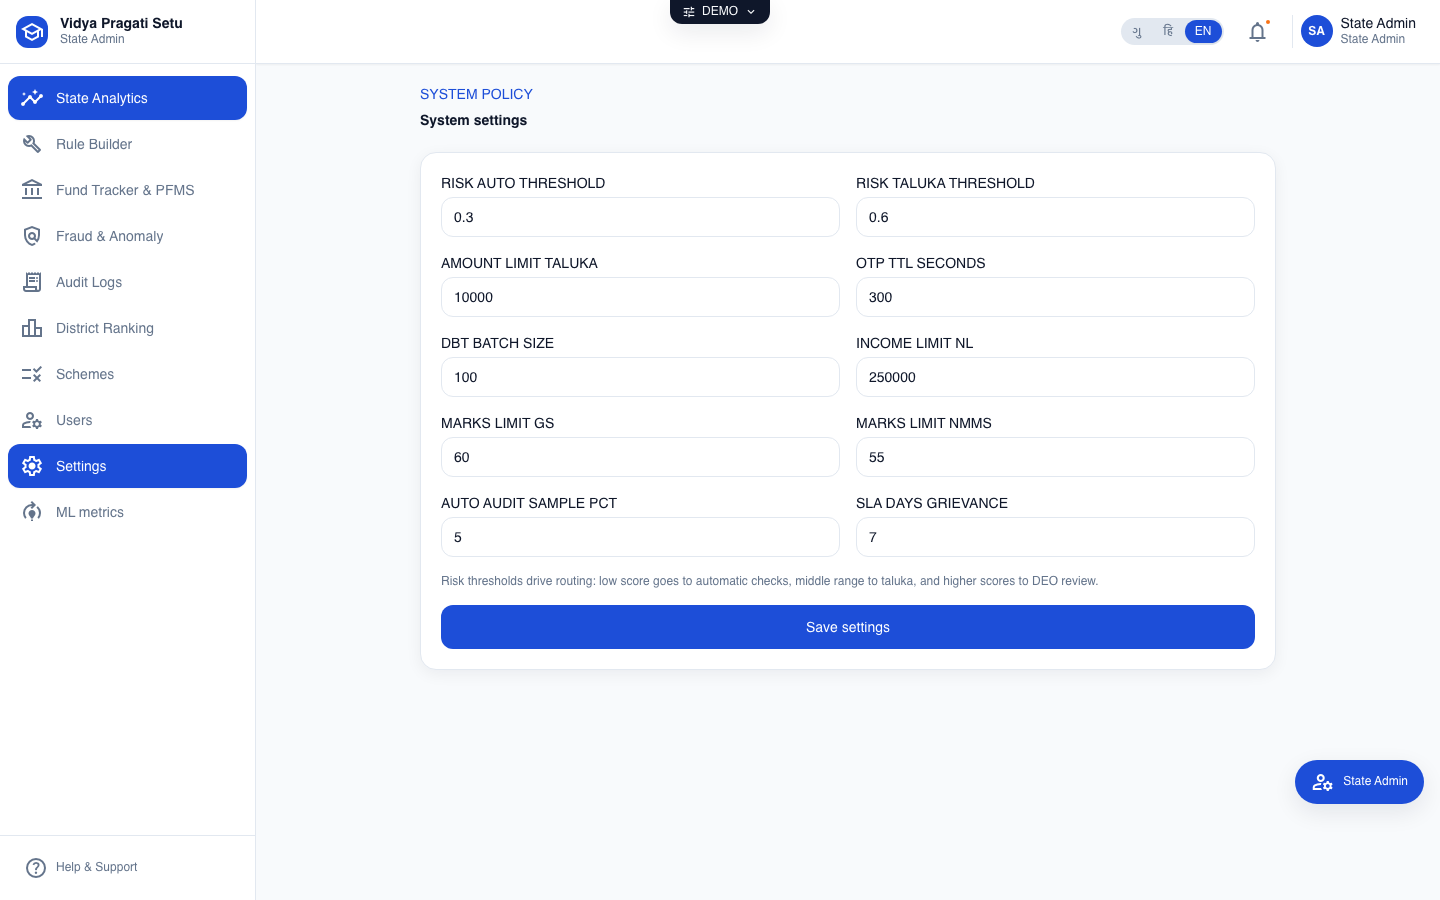 Vidya Pragati Setu
State Admin
DEMO
ગુ
हि
EN
SA
State Admin
State Admin
State Analytics
Rule Builder
Fund Tracker & PFMS
Fraud & Anomaly
Audit Logs
District Ranking
Schemes
Users
Settings
ML metrics
Help & Support
SYSTEM POLICY
System settings
RISK AUTO THRESHOLD
0.3
RISK TALUKA THRESHOLD
0.6
AMOUNT LIMIT TALUKA
10000
OTP TTL SECONDS
300
DBT BATCH SIZE
100
INCOME LIMIT NL
250000
MARKS LIMIT GS
60
MARKS LIMIT NMMS
55
AUTO AUDIT SAMPLE PCT
5
SLA DAYS GRIEVANCE
7
Risk thresholds drive routing: low score goes to automatic checks, middle range to taluka, and higher scores to DEO review.
Save settings
State Admin